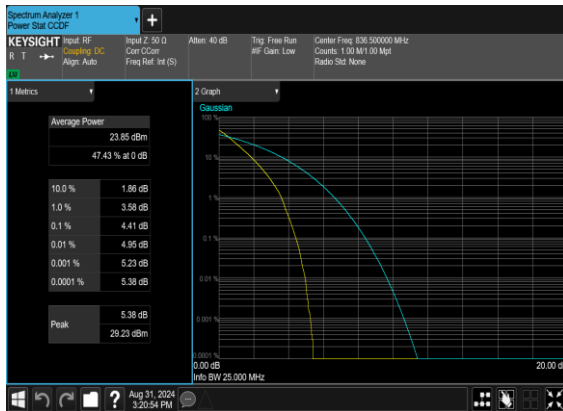 Spectrum Analyzer 1
Power Stat CCDF
KEYSIGHT
R T
LXI
Input: RF
Coupling: DC
Align: Auto
Input Z: 50 Ω
Corr CCorr
Freq Ref: Int (S)
Atten: 40 dB
Trig: Free Run
#IF Gain: Low
Center Freq: 836.500000 MHz
Counts: 1.00 M/1.00 Mpt
Radio Std: None
1 Metrics
Average Power
23.85 dBm
47.43 % at 0 dB
10.0 % 1.86 dB
1.0 % 3.58 dB
0.1 % 4.41 dB
0.01 % 4.95 dB
0.001 % 5.23 dB
0.0001 % 5.38 dB
Peak
5.38 dB
29.23 dBm
2 Graph
Gaussian
100 %
10 %
1 %
0.1 %
0.01 %
0.001 %
0.0001 %
0.00 dB
20.00 d
Info BW 25.000 MHz
?
Aug 31, 2024
3:20:54 PM